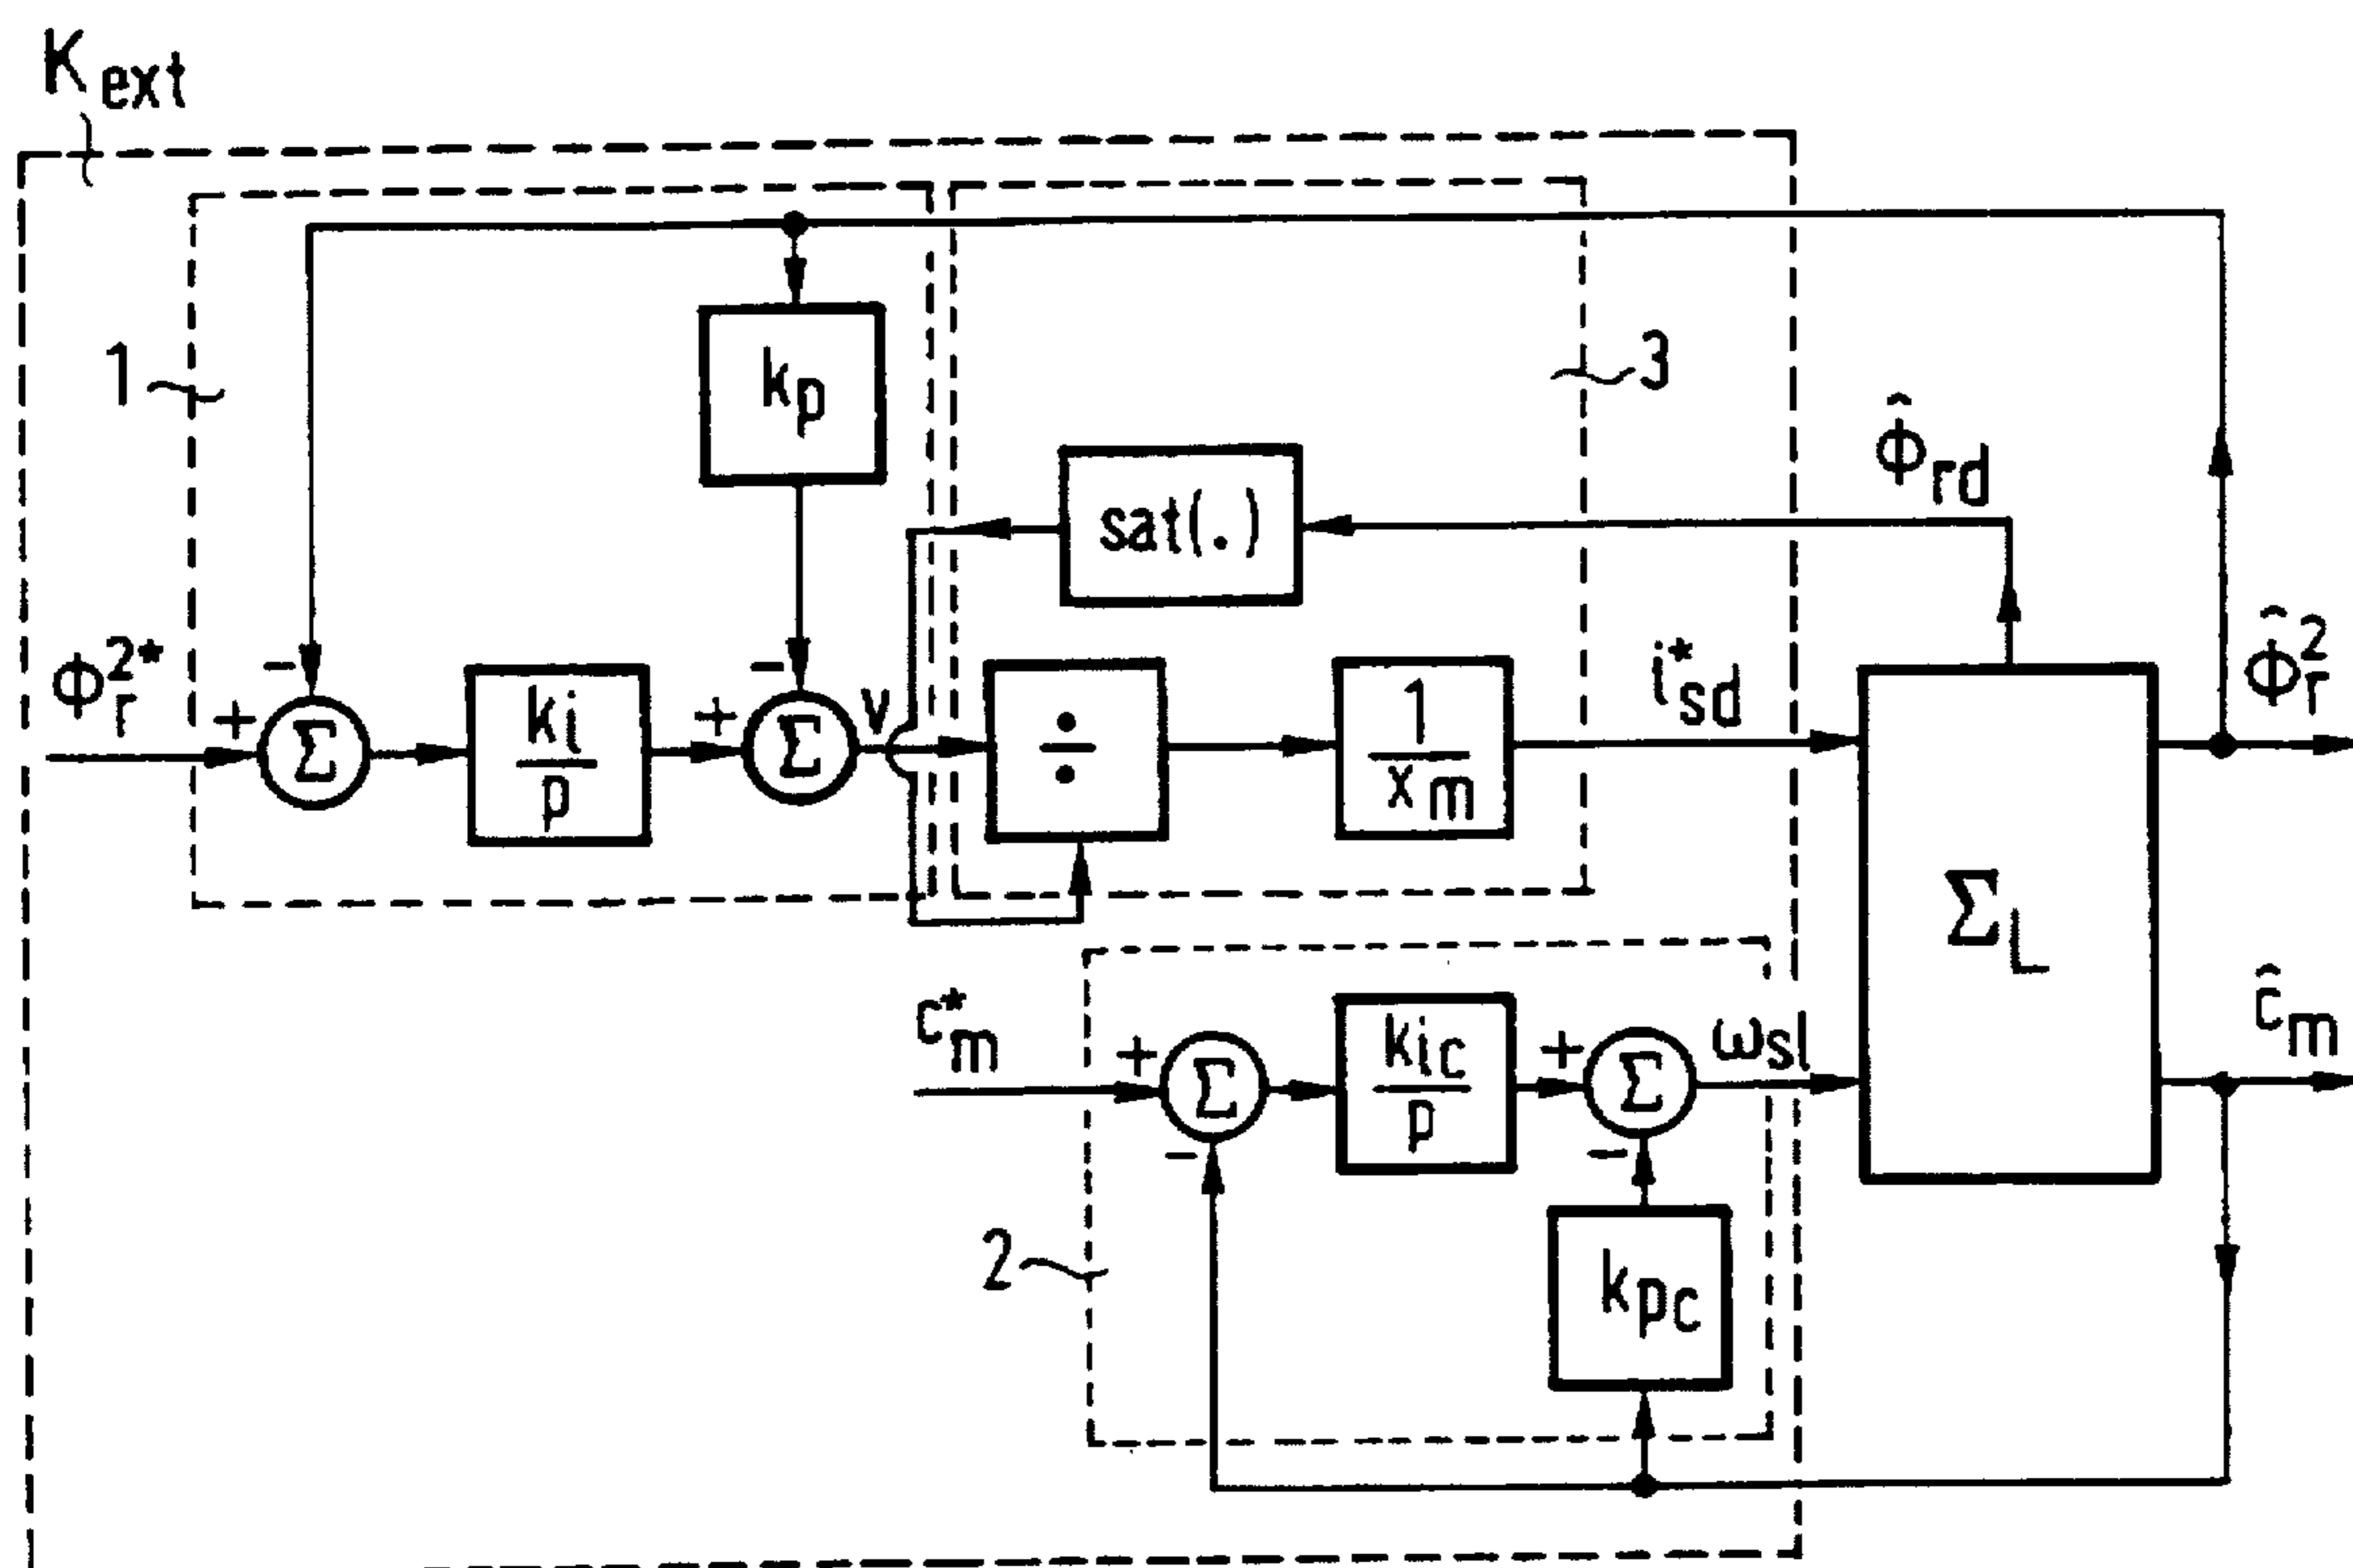 K_ext
1
k_p
3
sat(.)
Φ̂_rd
Φ_r^2*
+
-
Σ
k_i/p
+
-
Σ
v
÷
1/x_m
i*_sd
Φ̂_r^2
Σ_L
c*_m
+
-
Σ
k_ic/p
+
-
Σ
ω_sl
ĉ_m
2
k_pc